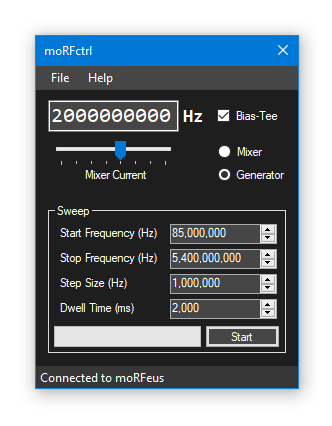 moRFctrl
File Help
2000000000 Hz
Bias-Tee
Mixer Current
Mixer
Generator
Sweep
Start Frequency (Hz) 85,000,000
Stop Frequency (Hz) 5,400,000,000
Step Size (Hz) 1,000,000
Dwell Time (ms) 2,000
Start
Connected to moRFeus